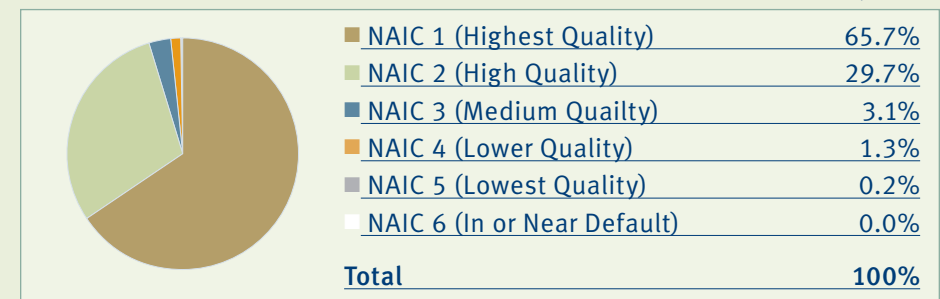 NAIC 1 (Highest Quality) 65.7%
NAIC 2 (High Quality) 29.7%
NAIC 3 (Medium Quailty) 3.1%
NAIC 4 (Lower Quality) 1.3%
NAIC 5 (Lowest Quality) 0.2%
NAIC 6 (In or Near Default) 0.0%
Total 100%